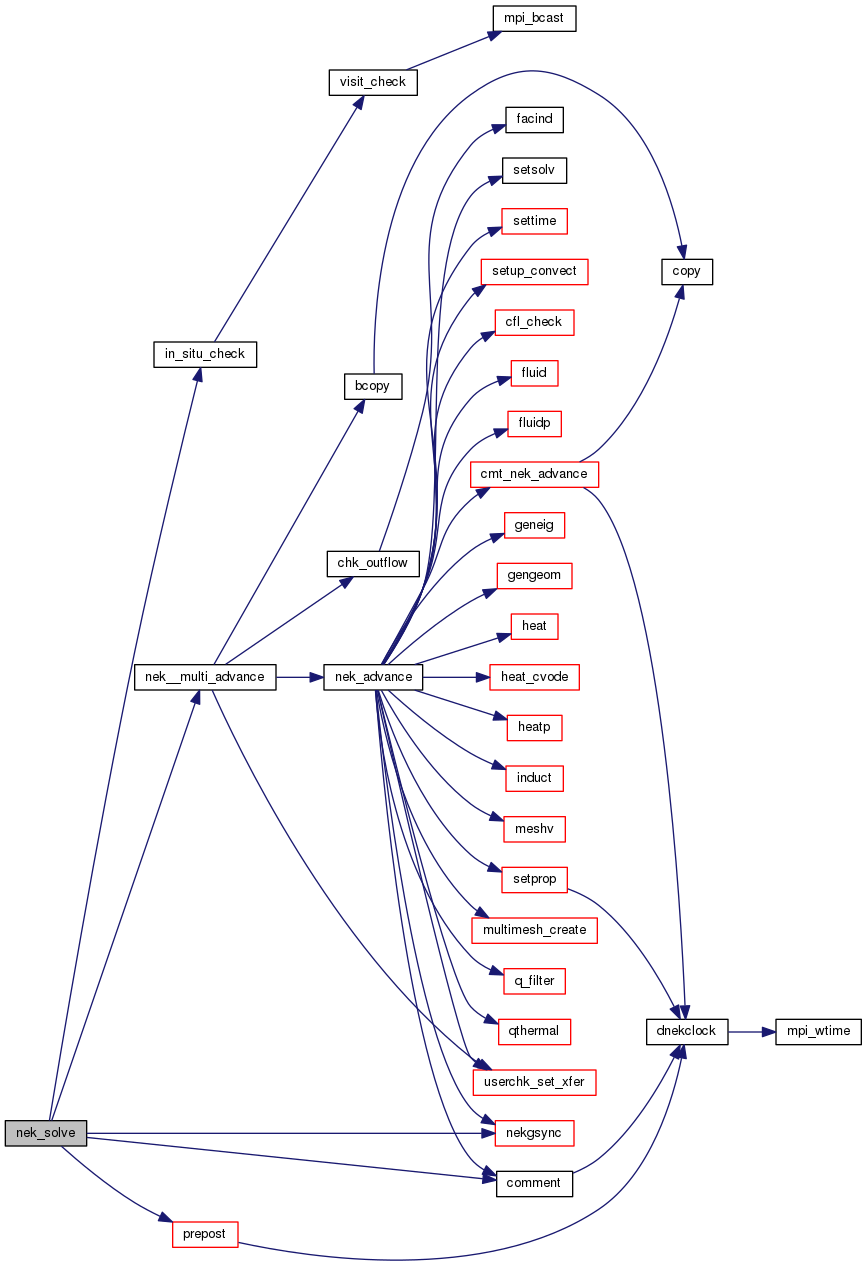 mpi_bcast
visit_check
facind
setsolv
settime
setup_convect
copy
cfl_check
in_situ_check
fluid
bcopy
fluidp
cmt_nek_advance
geneig
chk_outflow
gengeom
heat
nek__multi_advance
nek_advance
heat_cvode
heatp
induct
meshv
setprop
multimesh_create
q_filter
qthermal
dnekclock
mpi_wtime
userchk_set_xfer
nek_solve
nekgsync
comment
prepost